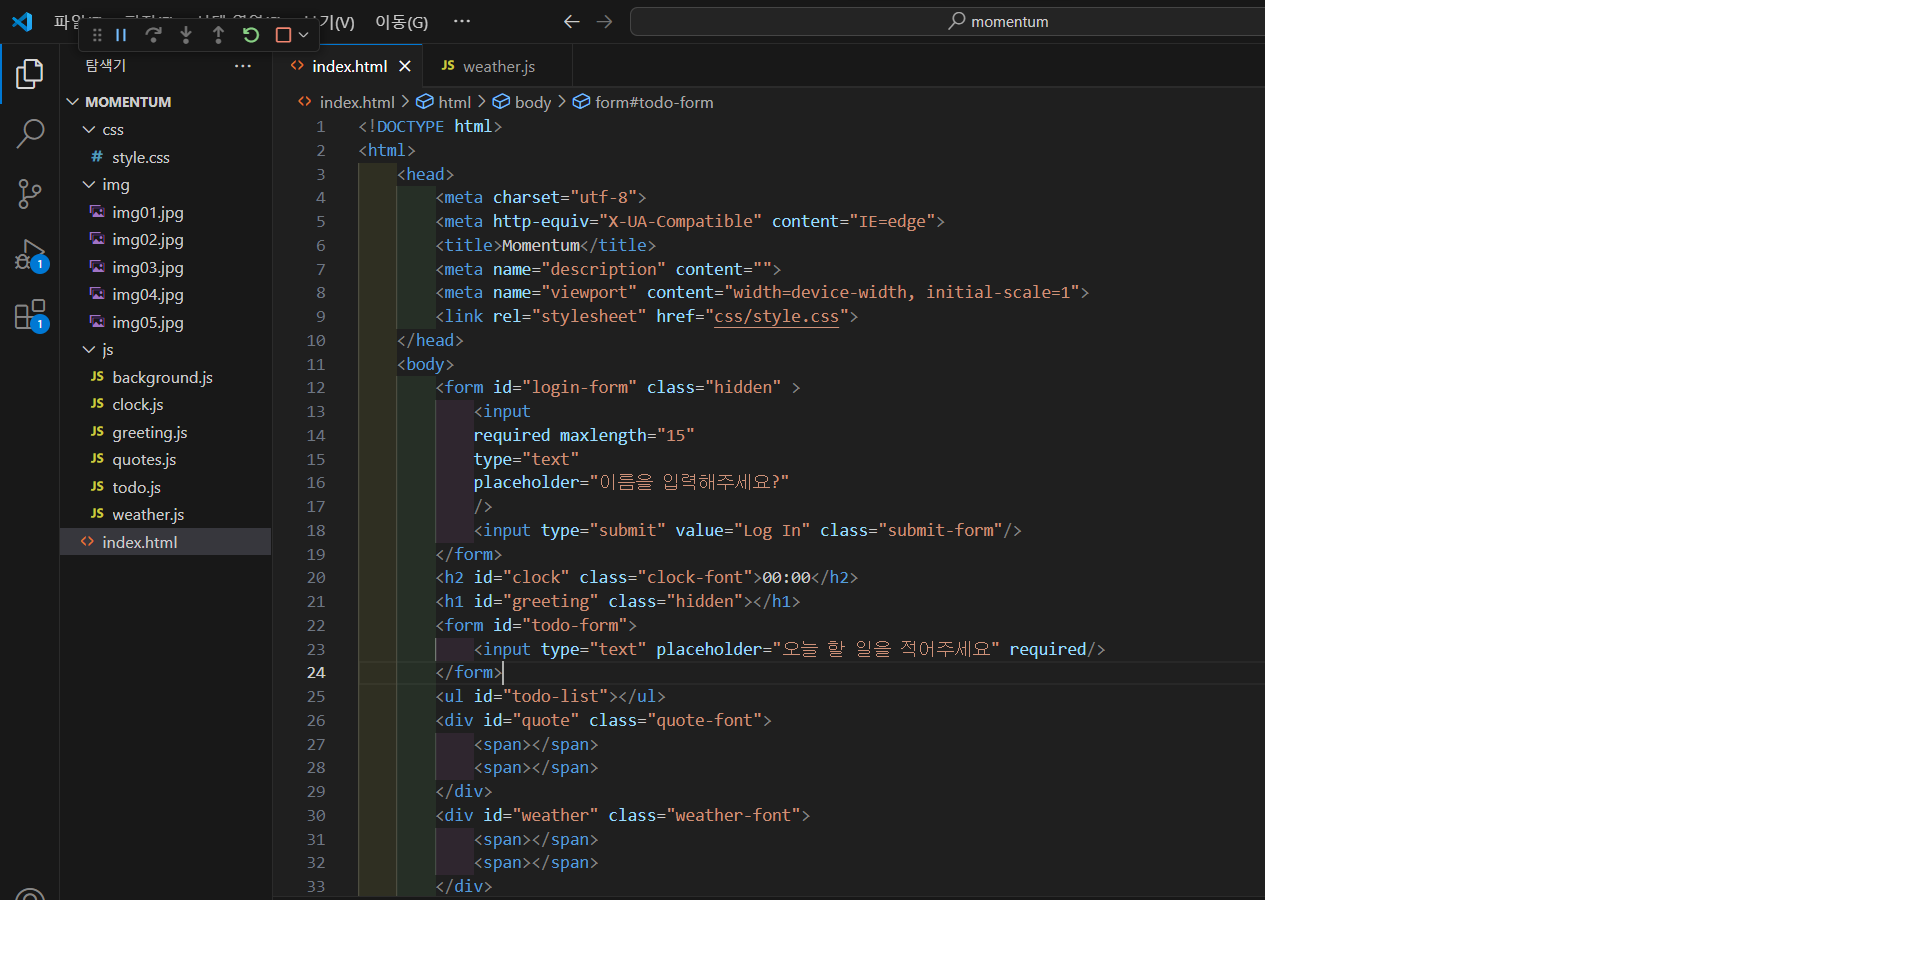 이동(G)
momentum
탐색기
MOMENTUM
css
# style.css
img
img01.jpg
img02.jpg
img03.jpg
img04.jpg
img05.jpg
js
JS background.js
JS clock.js
JS greeting.js
JS quotes.js
JS todo.js
JS weather.js
<> index.html
1
1
<> index.html
JS weather.js
<> index.html > html > body > form#todo-form
1 <!DOCTYPE html>
2 <html>
3 <head>
4 <meta charset="utf-8">
5 <meta http-equiv="X-UA-Compatible" content="IE=edge">
6 <title>Momentum</title>
7 <meta name="description" content="">
8 <meta name="viewport" content="width=device-width, initial-scale=1">
9 <link rel="stylesheet" href="css/style.css">
10 </head>
11 <body>
12 <form id="login-form" class="hidden" >
13 <input
14 required maxlength="15"
15 type="text"
16 placeholder="이름을 입력해주세요?"
17 />
18 <input type="submit" value="Log In" class="submit-form"/>
19 </form>
20 <h2 id="clock" class="clock-font">00:00</h2>
21 <h1 id="greeting" class="hidden"></h1>
22 <form id="todo-form">
23 <input type="text" placeholder="오늘 할 일을 적어주세요" required/>
24 </form>
25 <ul id="todo-list"></ul>
26 <div id="quote" class="quote-font">
27 <span></span>
28 <span></span>
29 </div>
30 <div id="weather" class="weather-font">
31 <span></span>
32 <span></span>
33 </div>